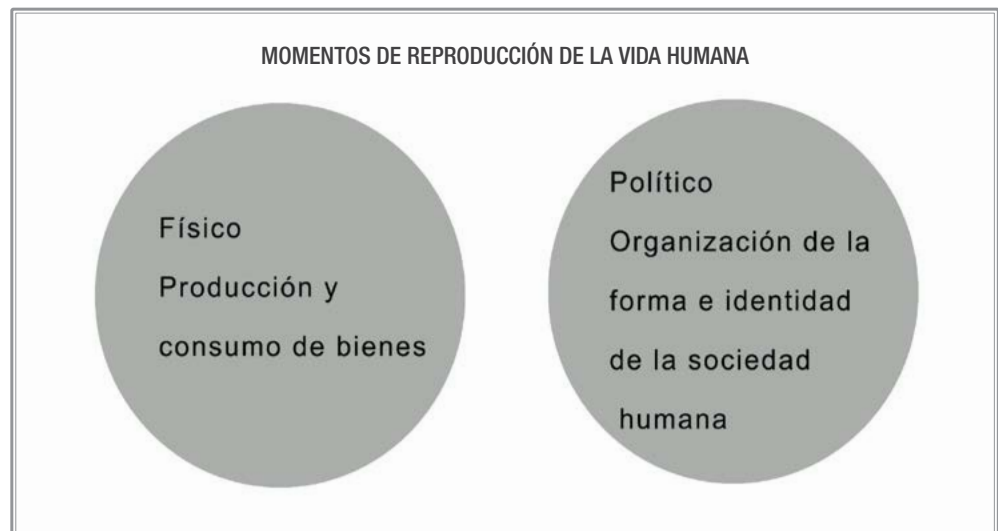 MOMENTOS DE REPRODUCCIÓN DE LA VIDA HUMANA
Físico
Producción y
consumo de bienes
Político
Organización de la
forma e identidad
de la sociedad
humana